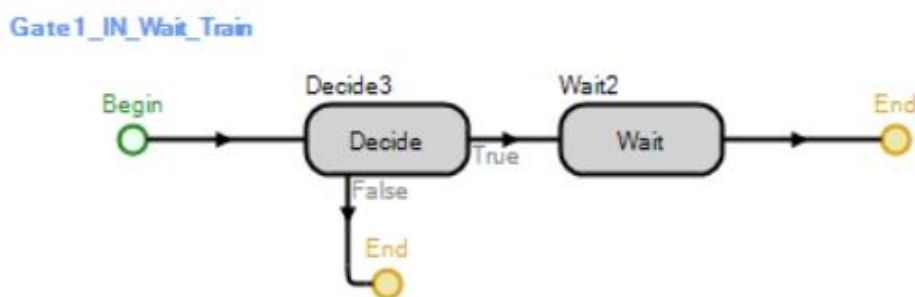 Gate1_IN_Wait_Train
Decide3
Wait2
Begin
End
Decide
True
Wait
False
End